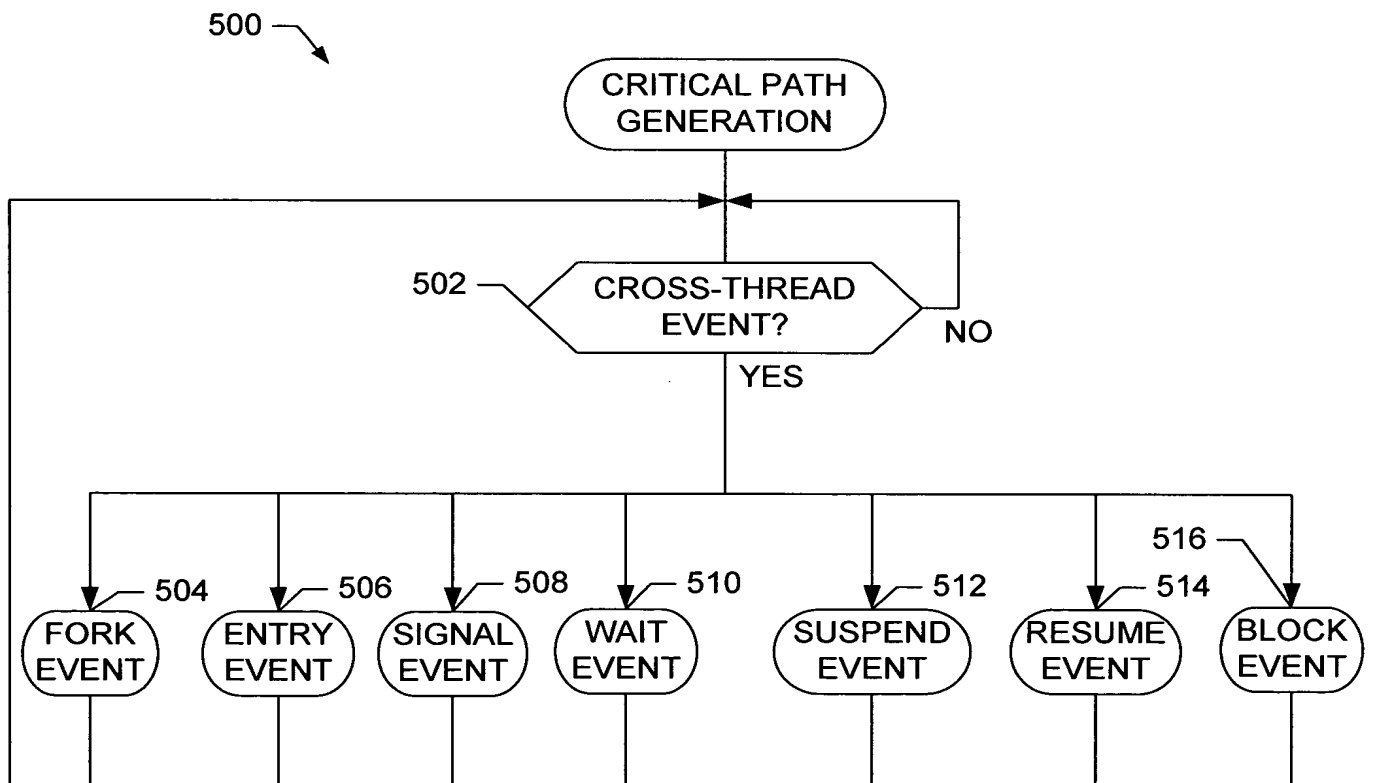 500
CRITICAL PATH
GENERATION
502
CROSS-THREAD
EVENT?
NO
YES
504
506
508
510
512
514
516
FORK
EVENT
ENTRY
EVENT
SIGNAL
EVENT
WAIT
EVENT
SUSPEND
EVENT
RESUME
EVENT
BLOCK
EVENT